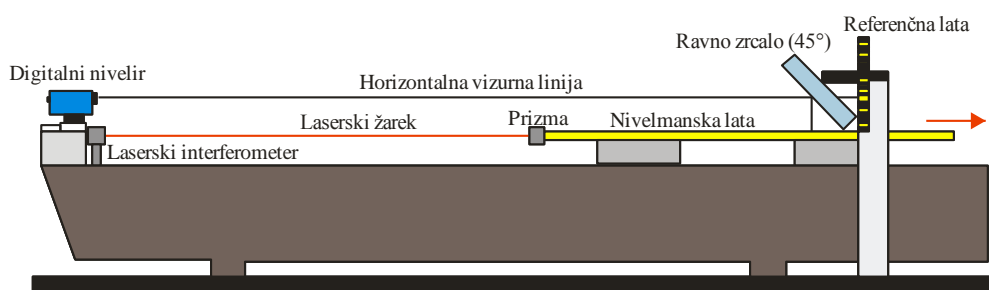 Referenčna lata
Ravno zrcalo (45°)
Digitalni nivelir
Horizontalna vizurna linija
Laserski žarek
Prizma
Nivelmanska lata
Laserski interferometer